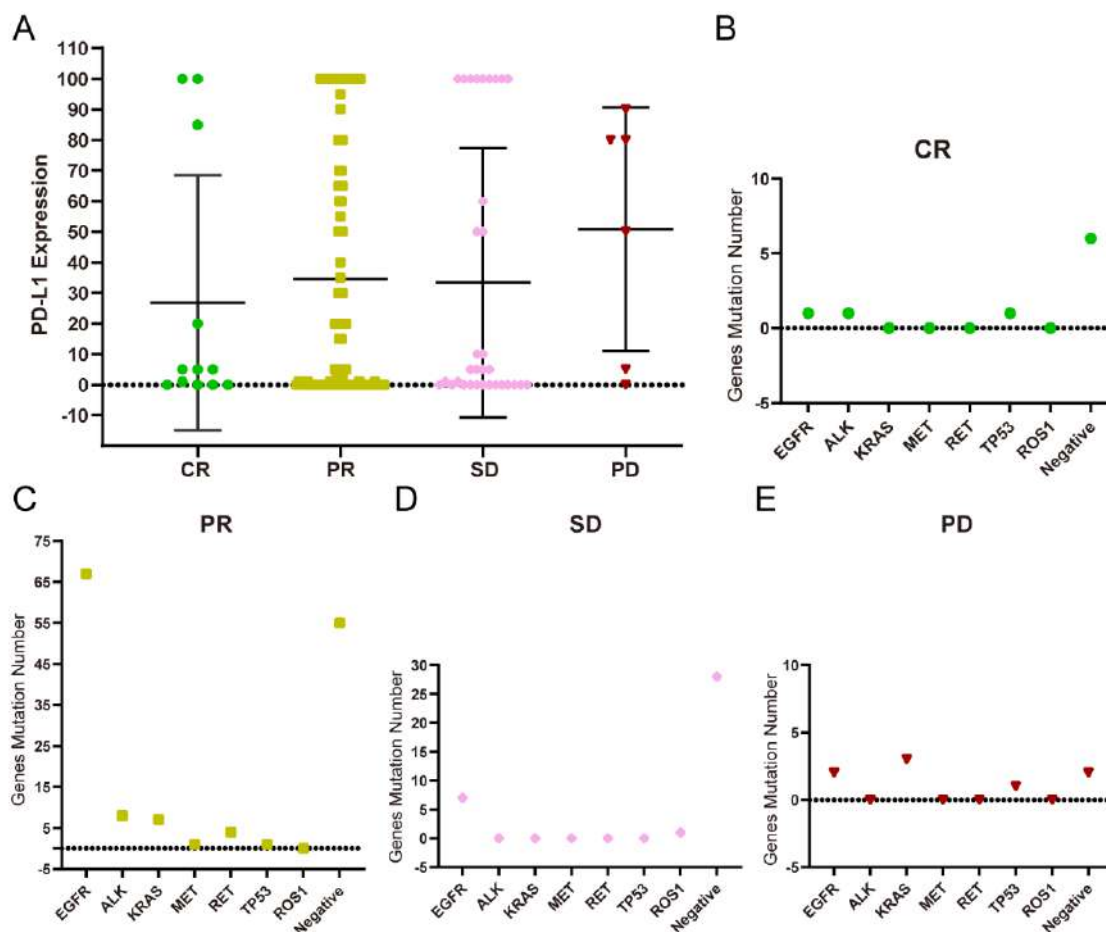 A
PD-L1 Expression
110
100
90
80
70
60
50
40
30
20
10
0
-10
CR PR SD PD
B
CR
Genes Mutation Number
10
5
0
-5
EGFR ALK KRAS MET RET TP53 ROS1 Negative
C
PR
Genes Mutation Number
75
65
55
45
35
25
15
5
-5
EGFR ALK KRAS MET RET TP53 ROS1 Negative
D
SD
Genes Mutation Number
30
25
20
15
10
5
0
-5
EGFR ALK KRAS MET RET TP53 ROS1 Negative
E
PD
Genes Mutation Number
10
5
0
-5
EGFR ALK KRAS MET RET TP53 ROS1 Negative